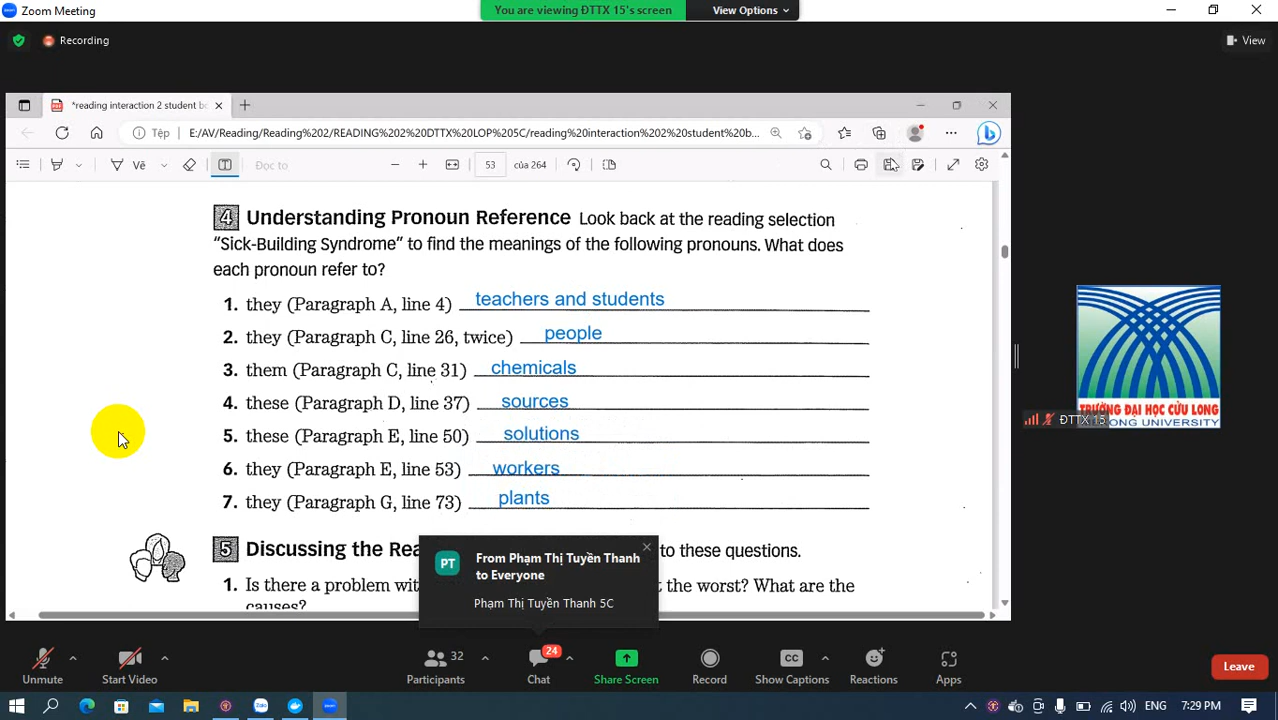 Zoom Meeting
You are viewing ĐTTX 15's screen
View Options
Recording
View
*reading interaction 2 student bo
Tệp
E:/AV/Reading/Reading%202/READING%202%20DTTX%20LOP%205C/reading%20interaction%202%20student%20b...
Vẽ
Đọc to
53
của 264
4 Understanding Pronoun Reference Look back at the reading selection
"Sick-Building Syndrome" to find the meanings of the following pronouns. What does
each pronoun refer to?
1. they (Paragraph A, line 4) teachers and students
2. they (Paragraph C, line 26, twice) people
3. them (Paragraph C, line 31) chemicals
4. these (Paragraph D, line 37) sources
5. these (Paragraph E, line 50) solutions
6. they (Paragraph E, line 53) workers
7. they (Paragraph G, line 73) plants
5 Discussing the Rea to these questions.
1. Is there a problem wit t the worst? What are the
causes?
PT
From Phạm Thị Tuyền Thanh
to Everyone
Phạm Thị Tuyền Thanh 5C
TRƯỜNG ĐẠI HỌC CỬU LONG
ONG UNIVERSITY
ĐTTX 15
Unmute
Start Video
32
Participants
24
Chat
Share Screen
Record
CC
Show Captions
Reactions
Apps
Leave
ENG
7:29 PM